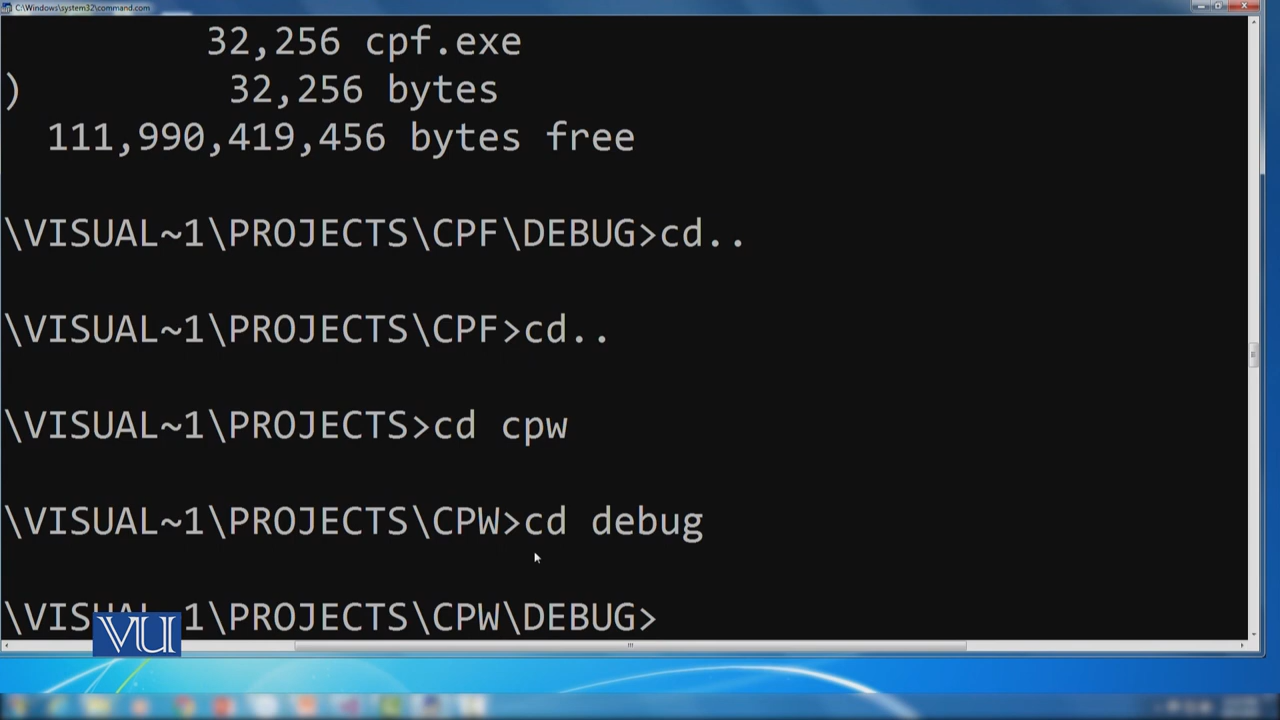 C:\Windows\system32\command.com
32,256 cpf.exe
) 32,256 bytes
111,990,419,456 bytes free
\VISUAL~1\PROJECTS\CPF\DEBUG>cd..
\VISUAL~1\PROJECTS\CPF>cd..
\VISUAL~1\PROJECTS>cd cpw
\VISUAL~1\PROJECTS\CPW>cd debug
\VISUAL~1\PROJECTS\CPW\DEBUG>
VU